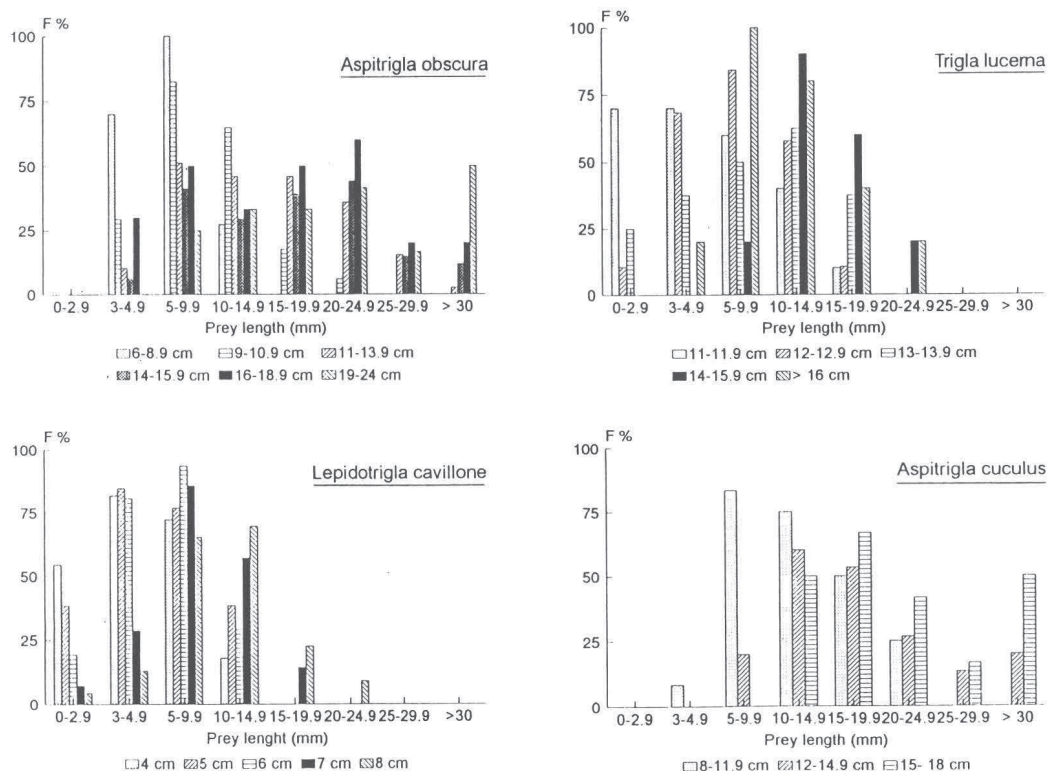 F %
Aspitrigla obscura
100
75
50
25
0
0-2.9 3-4.9 5-9.9 10-14.9 15-19.9 20-24.9 25-29.9 > 30
Prey length (mm)
6-8.9 cm 9-10.9 cm 11-13.9 cm
14-15.9 cm 16-18.9 cm 19-24 cm
F %
Trigla lucerna
100
75
50
25
0
0-2.9 3-4.9 5-9.9 10-14.9 15-19.9 20-24.9 25-29.9 > 30
Prey length (mm)
11-11.9 cm 12-12.9 cm 13-13.9 cm
14-15.9 cm > 16 cm
F %
Lepidotrigla cavillone
100
75
50
25
0
0-2.9 3-4.9 5-9.9 10-14.9 15-19.9 20-24.9 25-29.9 >30
Prey lenght (mm)
4 cm 5 cm 6 cm 7 cm 8 cm
F %
Aspitrigla cuculus
100
75
50
25
0
0-2.9 3-4.9 5-9.9 10-14.9 15-19.9 20-24.9 25-29.9 > 30
Prey length (mm)
8-11.9 cm 12-14.9 cm 15- 18 cm